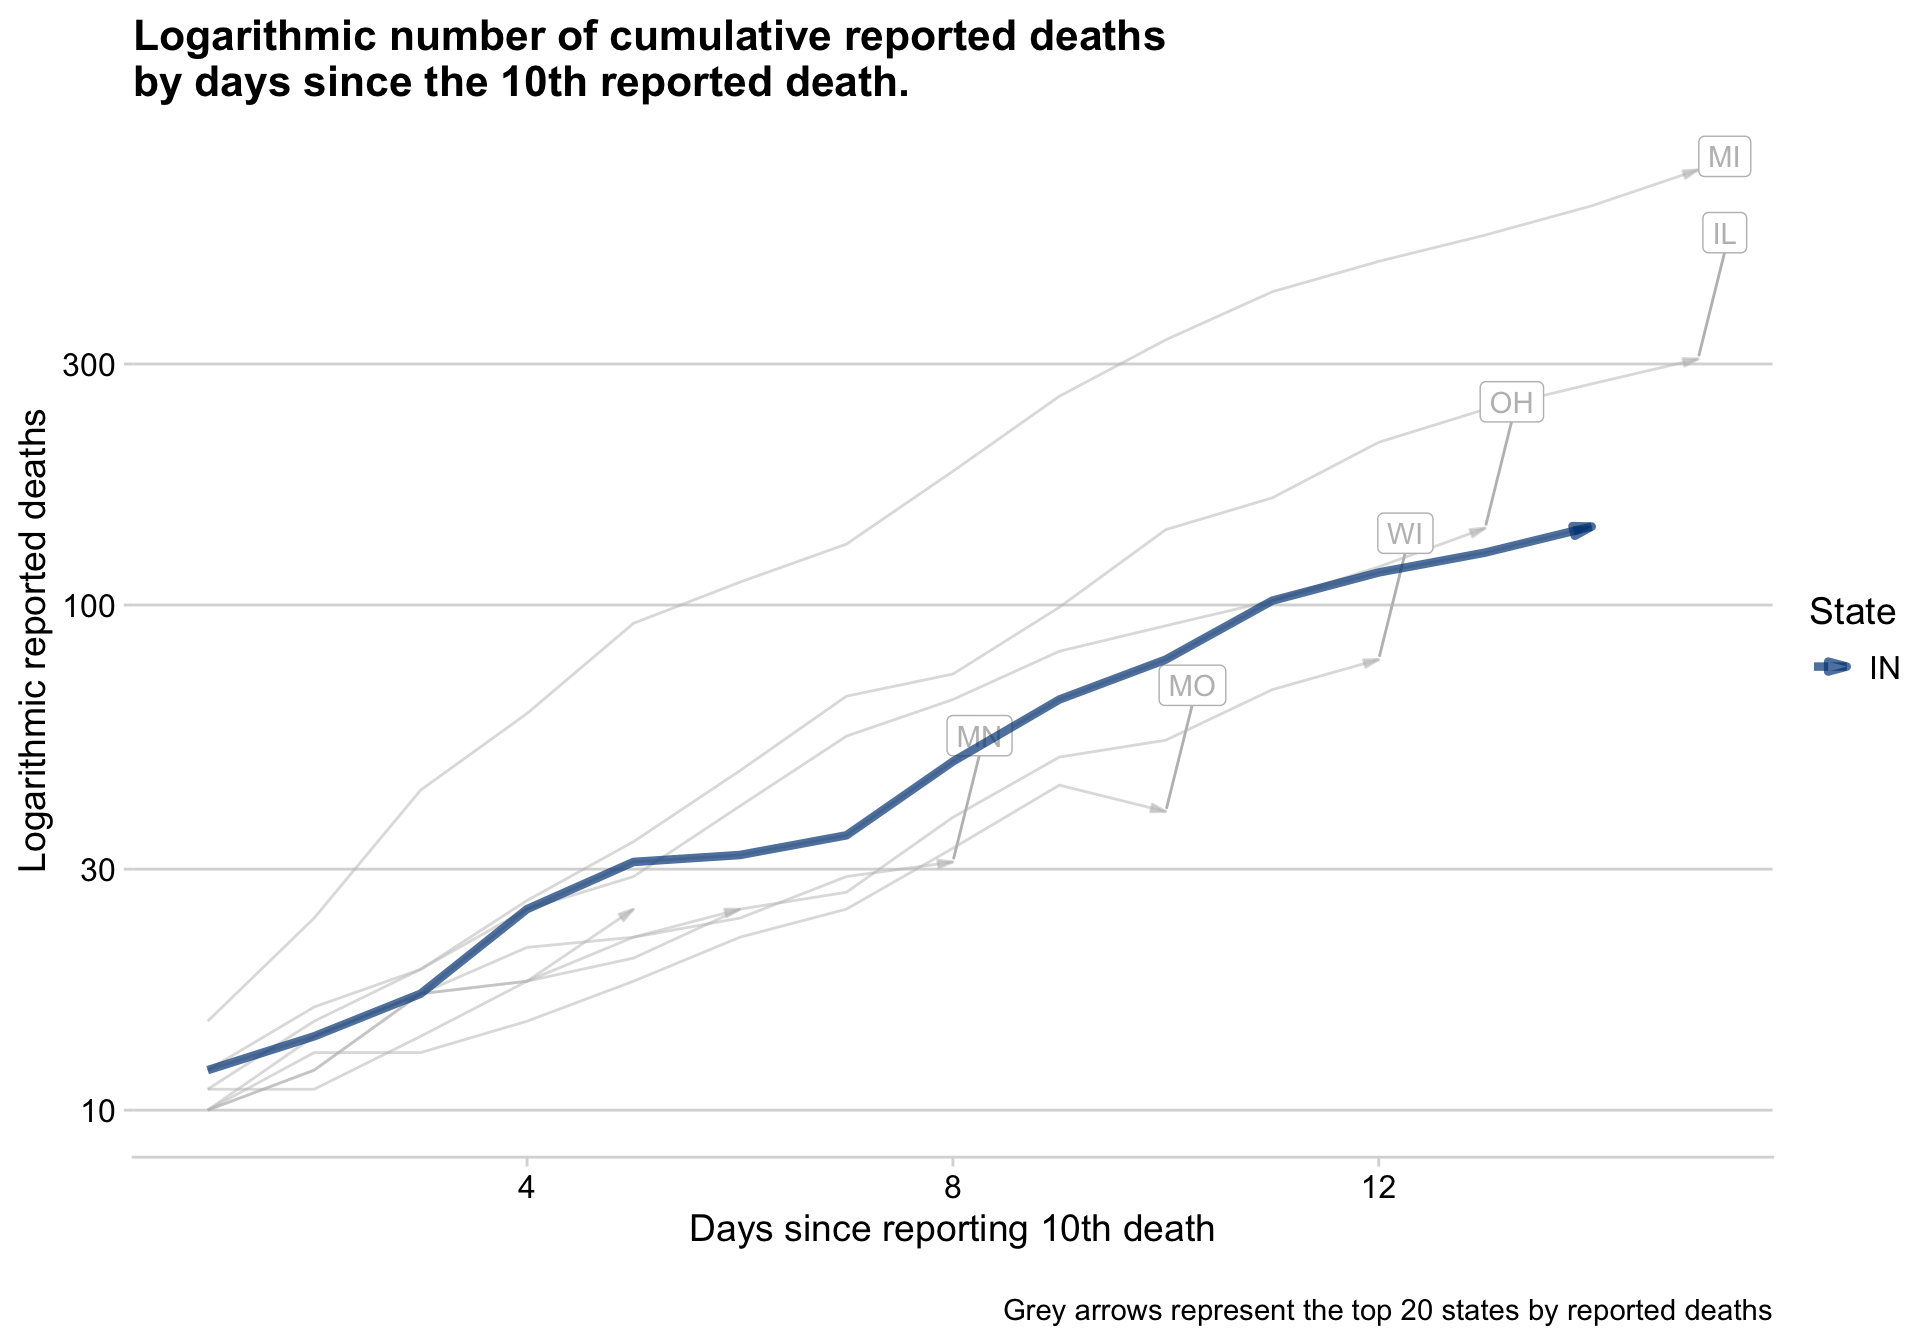 Logarithmic number of cumulative reported deaths
by days since the 10th reported death.
MI
IL
300
OH
WI
100
MO
MN
30
10
Logarithmic reported deaths
State
IN
4 8 12
Days since reporting 10th death
Grey arrows represent the top 20 states by reported deaths